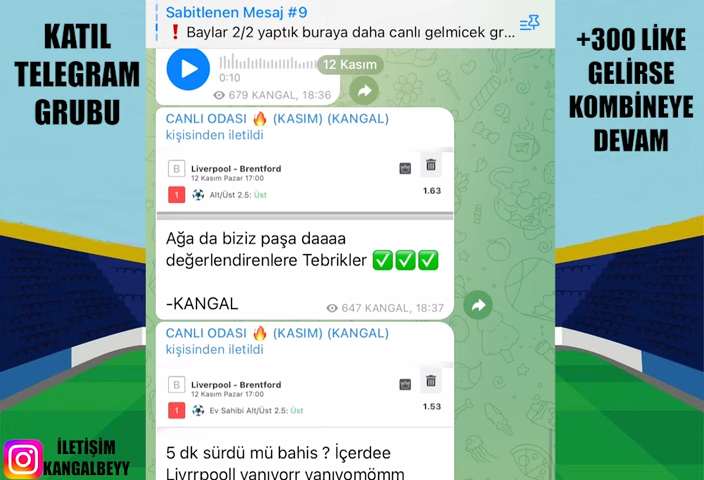 KATIL
TELEGRAM
GRUBU
Sabitlenen Mesaj #9
❗ Baylar 2/2 yaptık buraya daha canlı gelmicek gr...
+300 LİKE
GELİRSE
KOMBİNEYE
DEVAM
0:10
12 Kasım
679 KANGAL, 18:36
CANLI ODASI 🔥 (KASIM) (KANGAL)
kişisinden iletildi
B
Liverpool - Brentford
12 Kasım Pazar 17:00
1
Alt/Üst 2.5: Üst
1.63
Ağa da biziz paşa daaaa
değerlendirenlere Tebrikler ✅✅✅
-KANGAL
647 KANGAL, 18:37
CANLI ODASI 🔥 (KASIM) (KANGAL)
kişisinden iletildi
B
Liverpool - Brentford
12 Kasım Pazar 17:00
1
Ev Sahibi Alt/Üst 2.5: Üst
1.53
5 dk sürdü mü bahis ? İçerdee
Livrrpooll yanıyorr yanıyomömm
İLETİŞİM
KANGALBEYY